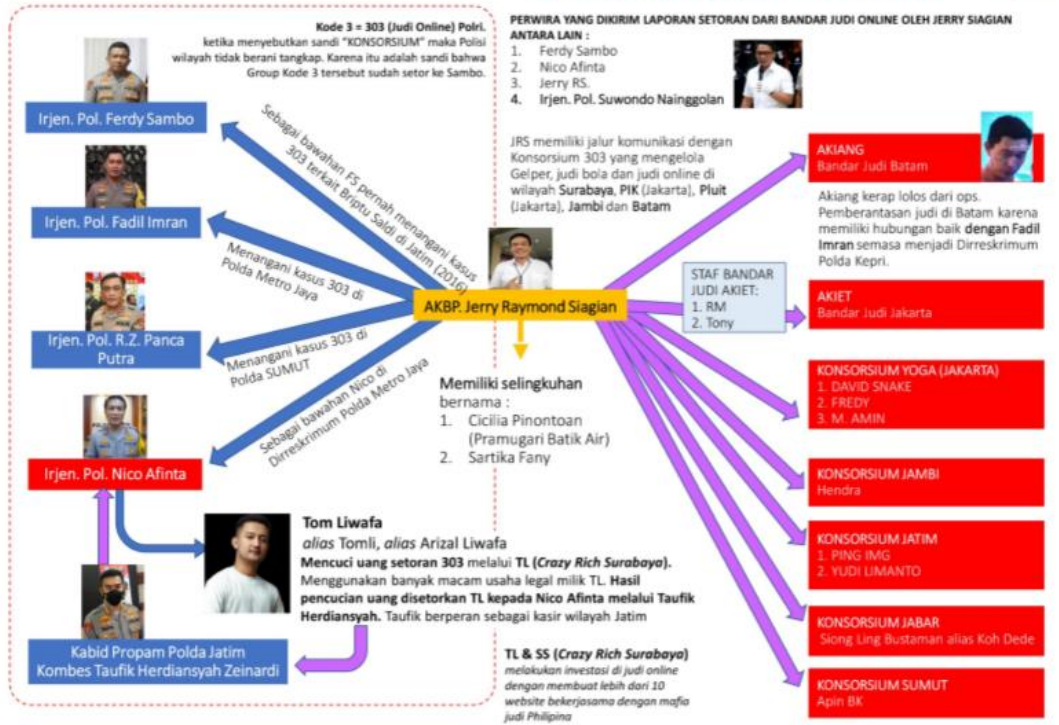 Kode 3 = 303 (Judi Online) Polri.
ketika menyebutkan sandi "KONSORSIUM" maka Polisi
wilayah tidak berani tangkap. Karena itu adalah sandi bahwa
Group Kode 3 tersebut sudah setor ke Sambo.
PERWIRA YANG DIKIRIM LAPORAN SETORAN DARI BANDAR JUDI ONLINE OLEH JERRY SIAGIAN
ANTARA LAIN :
1. Ferdy Sambo
2. Nico Afinta
3. Jerry RS.
4. Irjen. Pol. Suwondo Nainggolan
Irjen. Pol. Ferdy Sambo
Sebagai bawahan FS pernah menangani kasus
303 terkait Briptu Saldi di Jatim (2016)
JRS memiliki jalur komunikasi dengan
Konsorsium 303 yang mengelola
Gelper, judi bola dan judi online di
wilayah Surabaya, PIK (Jakarta), Pluit
(Jakarta), Jambi dan Batam
AKIANG
Bandar Judi Batam
Akiang kerap lolos dari ops.
Pemberantasan judi di Batam karena
memiliki hubungan baik dengan Fadil
Imran semasa menjadi Dirreskrimum
Polda Kepri.
Irjen. Pol. Fadil Imran
Menangani kasus 303 di
Polda Metro Jaya
AKBP. Jerry Raymond Siagian
STAF BANDAR
JUDI AKIET:
1. RM
2. Tony
AKIET
Bandar Judi Jakarta
Irjen. Pol. R.Z. Panca
Putra
Menangani kasus 303 di
Polda SUMUT
Memiliki selingkuhan
bernama :
1. Cicilia Pinontoan
(Pramugari Batik Air)
2. Sartika Fany
KONSORSIUM YOGA (JAKARTA)
1. DAVID SNAKE
2. FREDY
3. M. AMIN
Sebagai bawahan Nico di
Dirreskrimum Polda Metro Jaya
Irjen. Pol. Nico Afinta
KONSORSIUM JAMBI
Hendra
Tom Liwafa
alias Tomli, alias Arizal Liwafa
Mencuci uang setoran 303 melalui TL (Crazy Rich Surabaya).
Menggunakan banyak macam usaha legal milik TL. Hasil
pencucian uang disetorkan TL kepada Nico Afinta melalui Taufik
Herdiansyah. Taufik berperan sebagai kasir wilayah Jatim
KONSORSIUM JATIM
1. PING IMG
2. YUDI LIMANTO
Kabid Propam Polda Jatim
Kombes Taufik Herdiansyah Zeinardi
TL & SS (Crazy Rich Surabaya)
melakukan investasi di judi online
dengan membuat lebih dari 10
website bekerjasama dengan mafia
judi Philipina
KONSORSIUM JABAR
Siong Ling Bustaman alias Koh Dede
KONSORSIUM SUMUT
Apin BK